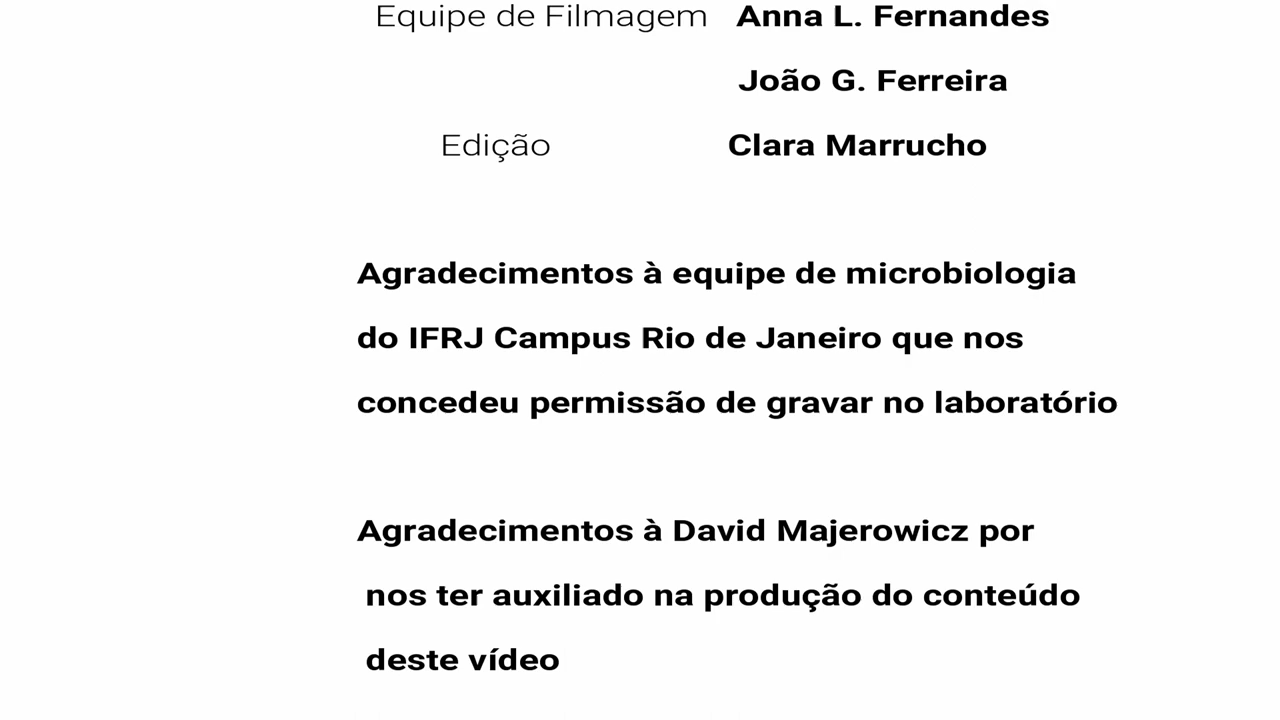 Equipe de Filmagem Anna L. Fernandes
João G. Ferreira
Edição Clara Marrucho
Agradecimentos à equipe de microbiologia
do IFRJ Campus Rio de Janeiro que nos
concedeu permissão de gravar no laboratório
Agradecimentos à David Majerowicz por
nos ter auxiliado na produção do conteúdo
deste vídeo